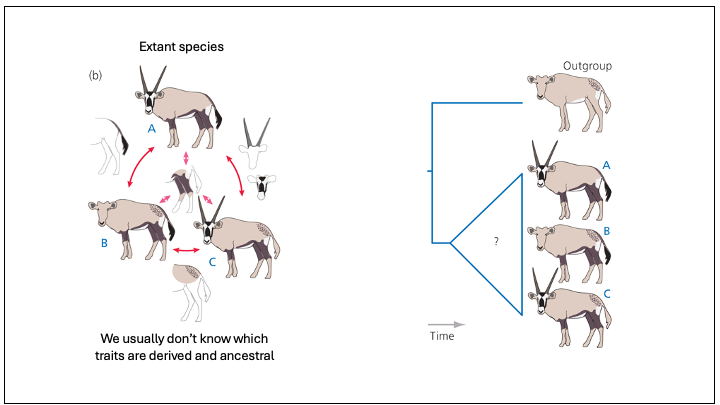 Extant species
(b)
A
B
C
We usually don't know which
traits are derived and ancestral
Outgroup
A
B
?
C
Time